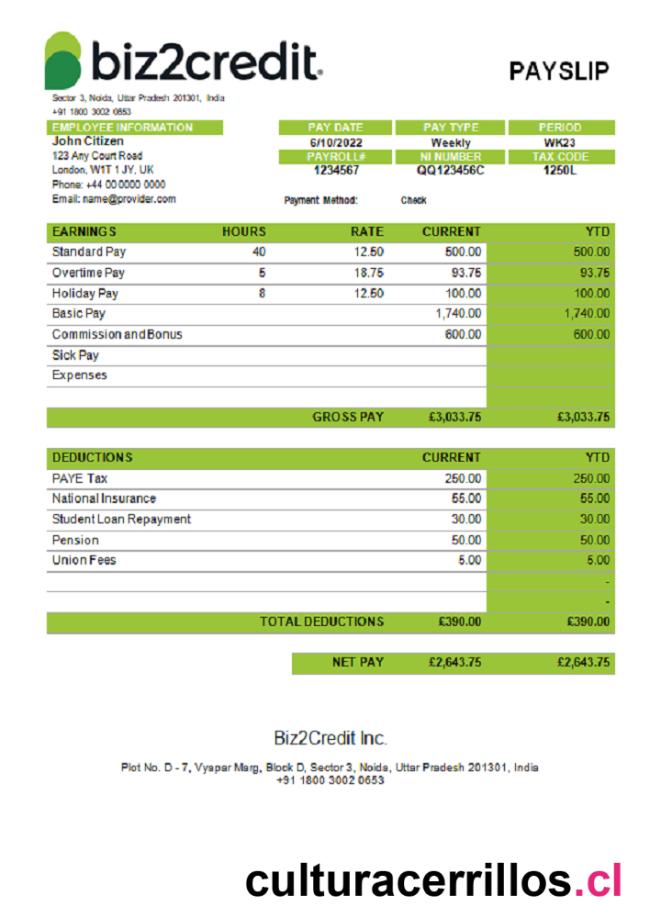 biz2credit.
PAYSLIP
Sector 3, Noida, Uttar Pradesh 201301, India
+91 1800 3002 0653
EMPLOYEE INFORMATION PAY DATE PAY TYPE PERIOD
John Citizen 6/10/2022 Weekly WK23
123 Any Court Road PAYROLL# NI NUMBER TAX CODE
London, W1T 1JY, UK 1234567 QQ123456C 1250L
Phone: +44 00 0000 0000
Email: name@provider.com Payment Method: Check
EARNINGS HOURS RATE CURRENT YTD
Standard Pay 40 12.50 500.00 500.00
Overtime Pay 5 18.75 93.75 93.75
Holiday Pay 8 12.50 100.00 100.00
Basic Pay 1,740.00 1,740.00
Commission and Bonus 600.00 600.00
Sick Pay
Expenses
GROSS PAY £3,033.75 £3,033.75
DEDUCTIONS CURRENT YTD
PAYE Tax 250.00 250.00
National Insurance 55.00 55.00
Student Loan Repayment 30.00 30.00
Pension 50.00 50.00
Union Fees 5.00 5.00
-
-
TOTAL DEDUCTIONS £390.00 £390.00
NET PAY £2,643.75 £2,643.75
Biz2Credit Inc.
Plot No. D - 7, Vyapar Marg, Block D, Sector 3, Noida, Uttar Pradesh 201301, India
+91 1800 3002 0653
culturacerrillos.cl